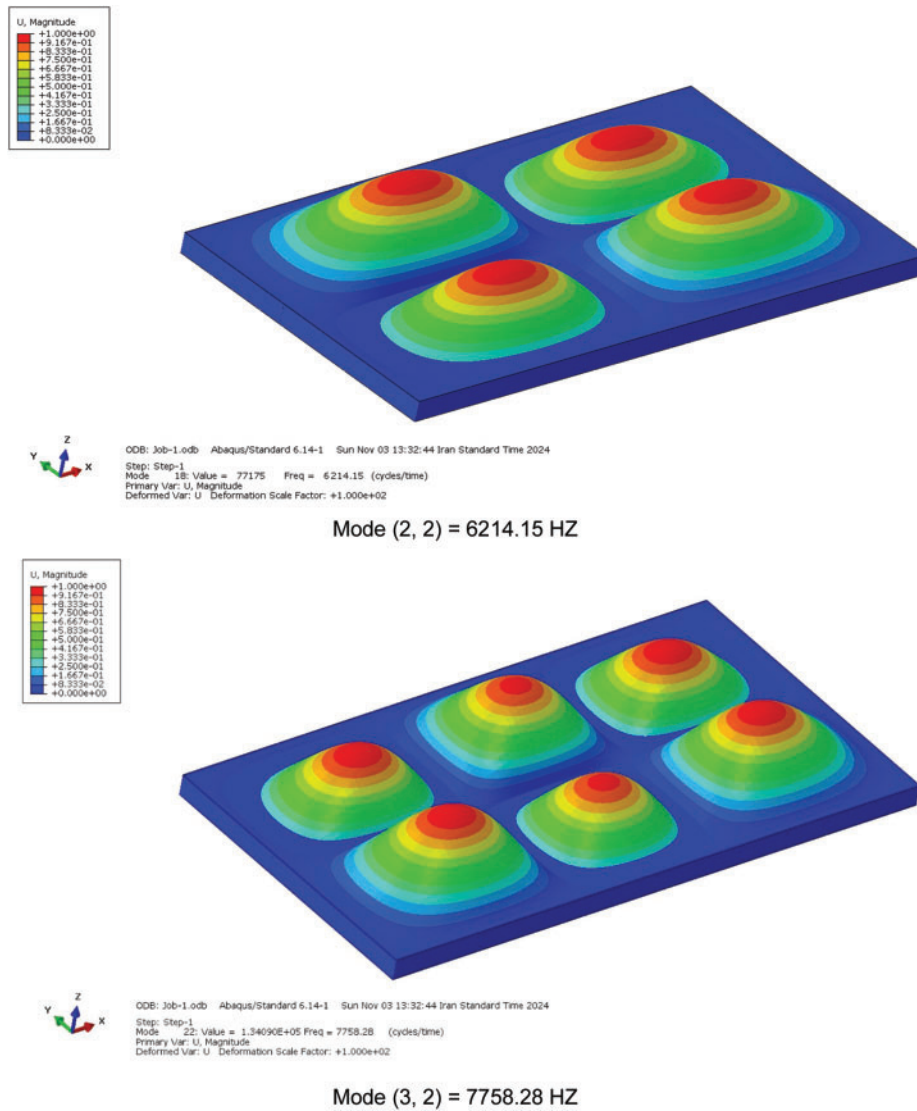 U, Magnitude
+1.000e+00
+9.167e-01
+8.333e-01
+7.500e-01
+6.667e-01
+5.833e-01
+5.000e-01
+4.167e-01
+3.333e-01
+2.500e-01
+1.667e-01
+8.333e-02
+0.000e+00
Z
Y
X
ODB: Job-1.odb Abaqus/Standard 6.14-1 Sun Nov 03 13:32:44 Iran Standard Time 2024
Step: Step-1
Mode 18: Value = 77175 Freq = 6214.15 (cycles/time)
Primary Var: U, Magnitude
Deformed Var: U Deformation Scale Factor: +1.000e+02
Mode (2, 2) = 6214.15 HZ
U, Magnitude
+1.000e+00
+9.167e-01
+8.333e-01
+7.500e-01
+6.667e-01
+5.833e-01
+5.000e-01
+4.167e-01
+3.333e-01
+2.500e-01
+1.667e-01
+8.333e-02
+0.000e+00
Z
Y
X
ODB: Job-1.odb Abaqus/Standard 6.14-1 Sun Nov 03 13:32:44 Iran Standard Time 2024
Step: Step-1
Mode 22: Value = 1.34090E+05 Freq = 7758.28 (cycles/time)
Primary Var: U, Magnitude
Deformed Var: U Deformation Scale Factor: +1.000e+02
Mode (3, 2) = 7758.28 HZ